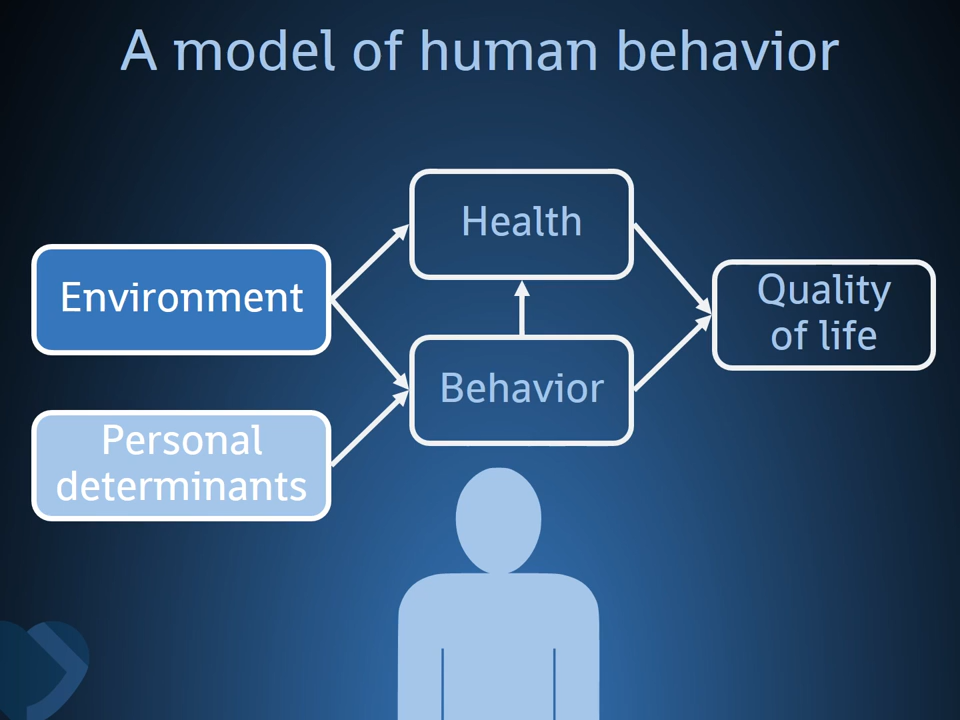 A model of human behavior
Health
Environment
Quality
of life
Behavior
Personal
determinants